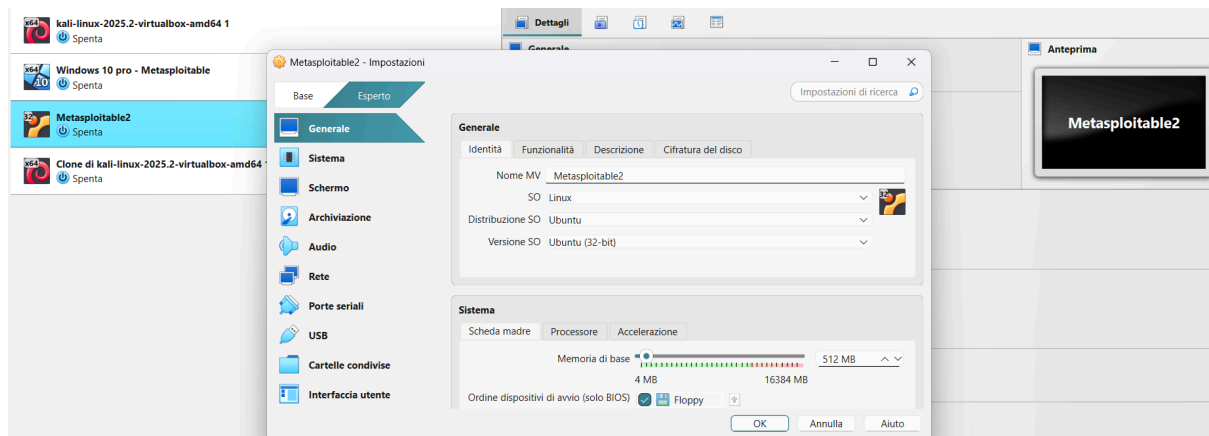 kali-linux-2025.2-virtualbox-amd64 1
Spenta
Windows 10 pro - Metasploitable
Spenta
Metasploitable2
Spenta
Clone di kali-linux-2025.2-virtualbox-amd64 1
Spenta
Dettagli
Generale
Anteprima
Metasploitable2
Metasploitable2 - Impostazioni
Base
Esperto
Impostazioni di ricerca
Generale
Sistema
Schermo
Archiviazione
Audio
Rete
Porte seriali
USB
Cartelle condivise
Interfaccia utente
Generale
Identità Funzionalità Descrizione Cifratura del disco
Nome MV Metasploitable2
SO Linux
Distribuzione SO Ubuntu
Versione SO Ubuntu (32-bit)
32
Sistema
Scheda madre Processore Accelerazione
Memoria di base 512 MB
4 MB 16384 MB
Ordine dispositivi di avvio (solo BIOS) Floppy
OK Annulla Aiuto